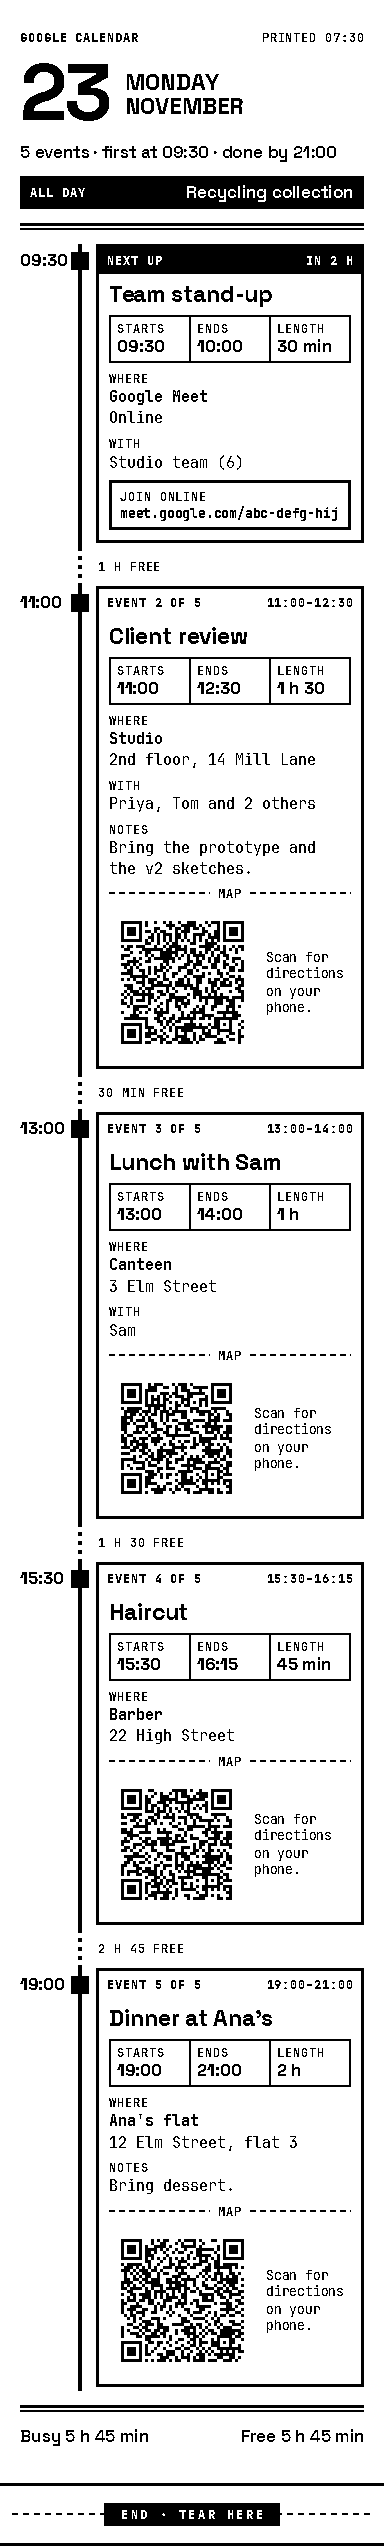 GOOGLE CALENDAR PRINTED 07:30
23 MONDAY
NOVEMBER
5 events · first at 09:30 · done by 21:00
ALL DAY Recycling collection
09:30 NEXT UP IN 2 H
Team stand-up
STARTS ENDS LENGTH
09:30 10:00 30 min
WHERE
Google Meet
Online
WITH
Studio team (6)
JOIN ONLINE
meet.google.com/abc-defg-hij
1 H FREE
11:00 EVENT 2 OF 5 11:00–12:30
Client review
STARTS ENDS LENGTH
11:00 12:30 1 h 30
WHERE
Studio
2nd floor, 14 Mill Lane
WITH
Priya, Tom and 2 others
NOTES
Bring the prototype and
the v2 sketches.
MAP
Scan for
directions
on your
phone.
30 MIN FREE
13:00 EVENT 3 OF 5 13:00–14:00
Lunch with Sam
STARTS ENDS LENGTH
13:00 14:00 1 h
WHERE
Canteen
3 Elm Street
WITH
Sam
MAP
Scan for
directions
on your
phone.
1 H 30 FREE
15:30 EVENT 4 OF 5 15:30–16:15
Haircut
STARTS ENDS LENGTH
15:30 16:15 45 min
WHERE
Barber
22 High Street
MAP
Scan for
directions
on your
phone.
2 H 45 FREE
19:00 EVENT 5 OF 5 19:00–21:00
Dinner at Ana’s
STARTS ENDS LENGTH
19:00 21:00 2 h
WHERE
Ana's flat
12 Elm Street, flat 3
NOTES
Bring dessert.
MAP
Scan for
directions
on your
phone.
Busy 5 h 45 min Free 5 h 45 min
END · TEAR HERE